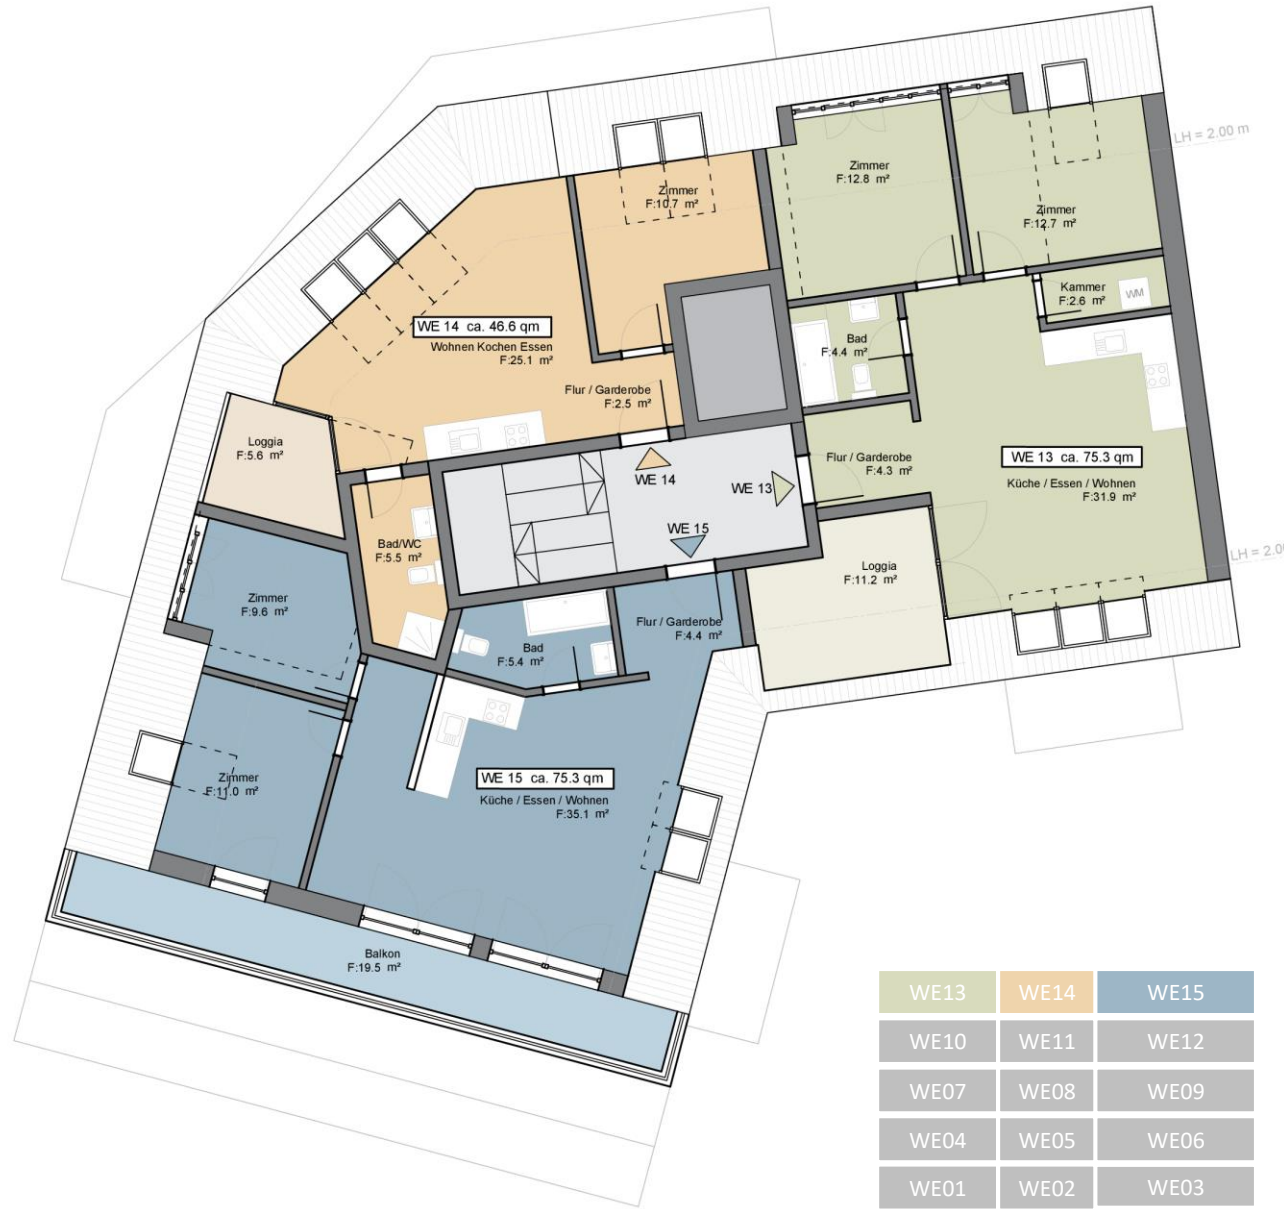 LH = 2.00 m
Zimmer
F:12.8 m²
Zimmer
F:10.7 m²
Zimmer
F:12.7 m²
Kammer
F:2.6 m²
WM
WE 14 ca. 46.6 qm
Wohnen Kochen Essen
F:25.1 m²
Bad
F:4.4 m²
Flur / Garderobe
F:2.5 m²
Loggia
F:5.6 m²
WE 13 ca. 75.3 qm
Küche / Essen / Wohnen
F:31.9 m²
Flur / Garderobe
F:4.3 m²
WE 14
WE 13
WE 15
Bad/WC
F:5.5 m²
LH = 2.00
Loggia
F:11.2 m²
Zimmer
F:9.6 m²
Flur / Garderobe
F:4.4 m²
Bad
F:5.4 m²
Zimmer
F:11.0 m²
WE 15 ca. 75.3 qm
Küche / Essen / Wohnen
F:35.1 m²
Balkon
F:19.5 m²
WE13 WE14 WE15
WE10 WE11 WE12
WE07 WE08 WE09
WE04 WE05 WE06
WE01 WE02 WE03